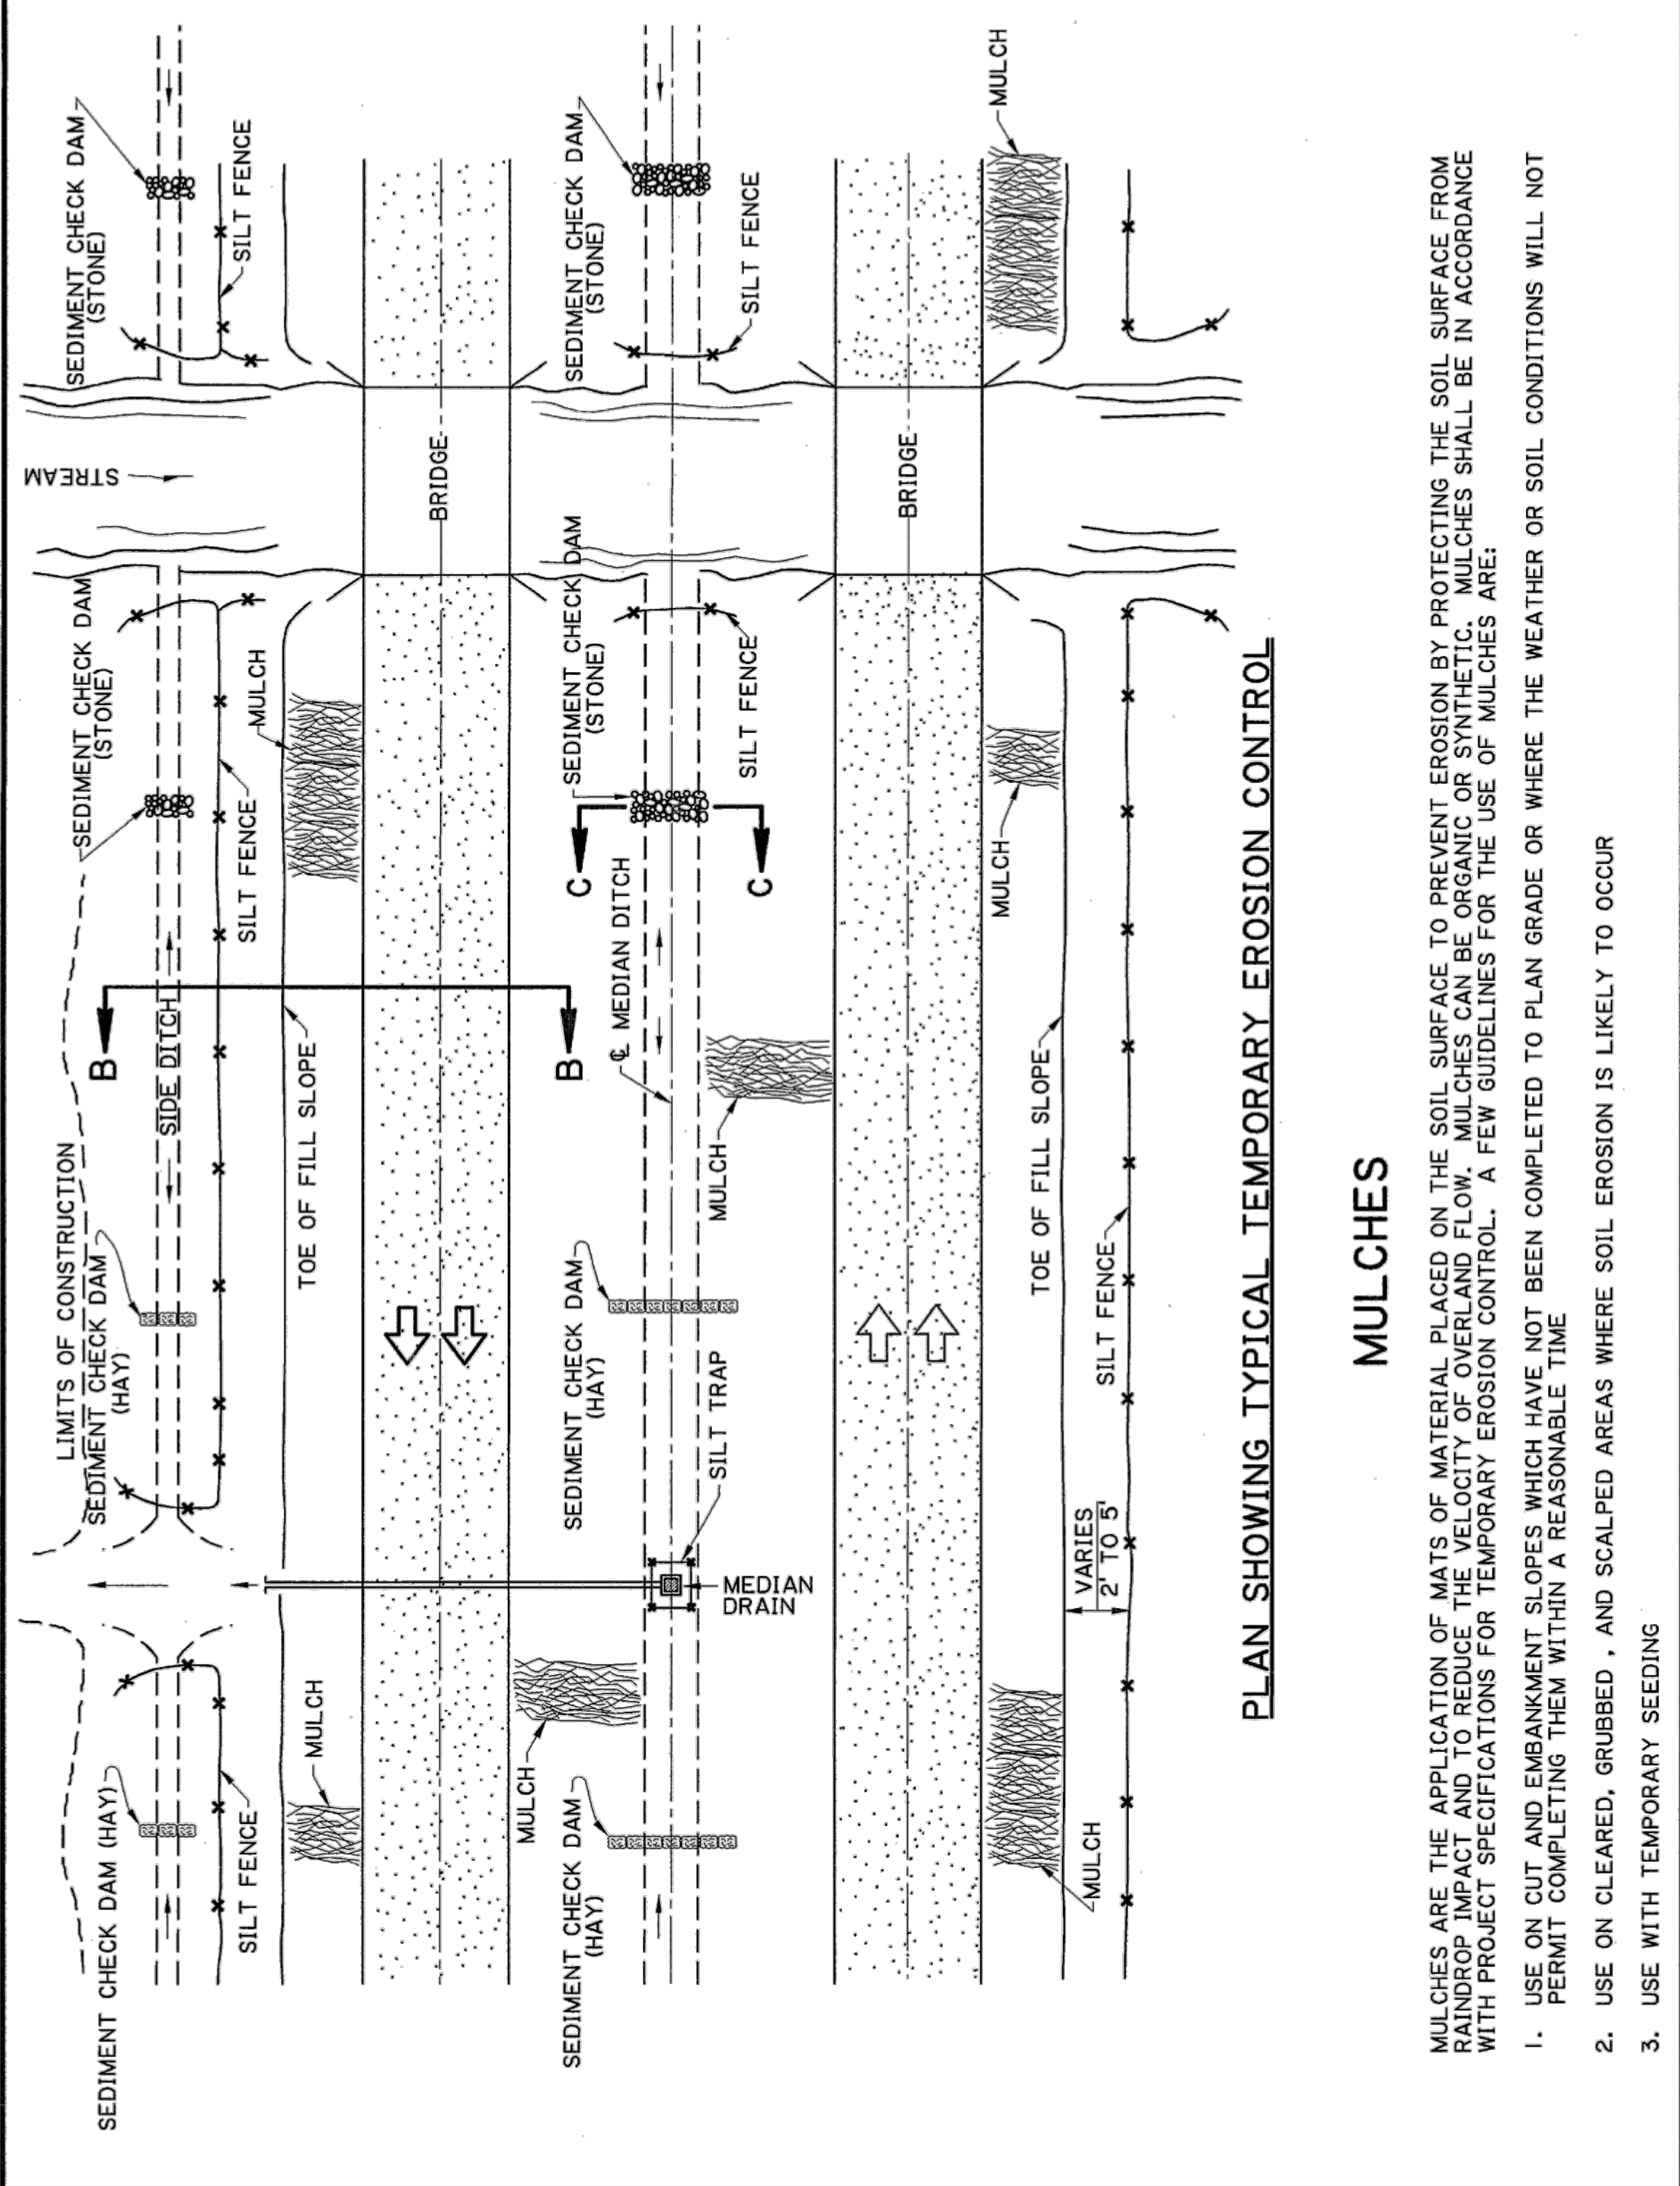 STREAM
SEDIMENT CHECK DAM (HAY)
SILT FENCE
MULCH
LIMITS OF CONSTRUCTION
SEDIMENT CHECK DAM
(HAY)
SIDE DITCH
B
TOE OF FILL SLOPE
SEDIMENT CHECK DAM
(STONE)
SILT FENCE
MULCH
SEDIMENT CHECK DAM
(STONE)
SILT FENCE
BRIDGE
B
SEDIMENT CHECK DAM
(HAY)
MULCH
MEDIAN
DRAIN
SILT TRAP
SEDIMENT CHECK DAM
(HAY)
MULCH
℄ MEDIAN DITCH
C
C
SEDIMENT CHECK DAM
(STONE)
SILT FENCE
SEDIMENT CHECK DAM
(STONE)
SILT FENCE
BRIDGE
MULCH
VARIES
2' TO 5'
SILT FENCE
TOE OF FILL SLOPE
MULCH
MULCH
PLAN SHOWING TYPICAL TEMPORARY EROSION CONTROL
MULCHES
MULCHES ARE THE APPLICATION OF MATS OF MATERIAL PLACED ON THE SOIL SURFACE TO PREVENT EROSION BY PROTECTING THE SOIL SURFACE FROM
RAINDROP IMPACT AND TO REDUCE THE VELOCITY OF OVERLAND FLOW. MULCHES CAN BE ORGANIC OR SYNTHETIC. MULCHES SHALL BE IN ACCORDANCE
WITH PROJECT SPECIFICATIONS FOR TEMPORARY EROSION CONTROL. A FEW GUIDELINES FOR THE USE OF MULCHES ARE:
1. USE ON CUT AND EMBANKMENT SLOPES WHICH HAVE NOT BEEN COMPLETED TO PLAN GRADE OR WHERE THE WEATHER OR SOIL CONDITIONS WILL NOT
PERMIT COMPLETING THEM WITHIN A REASONABLE TIME
2. USE ON CLEARED, GRUBBED , AND SCALPED AREAS WHERE SOIL EROSION IS LIKELY TO OCCUR
3. USE WITH TEMPORARY SEEDING